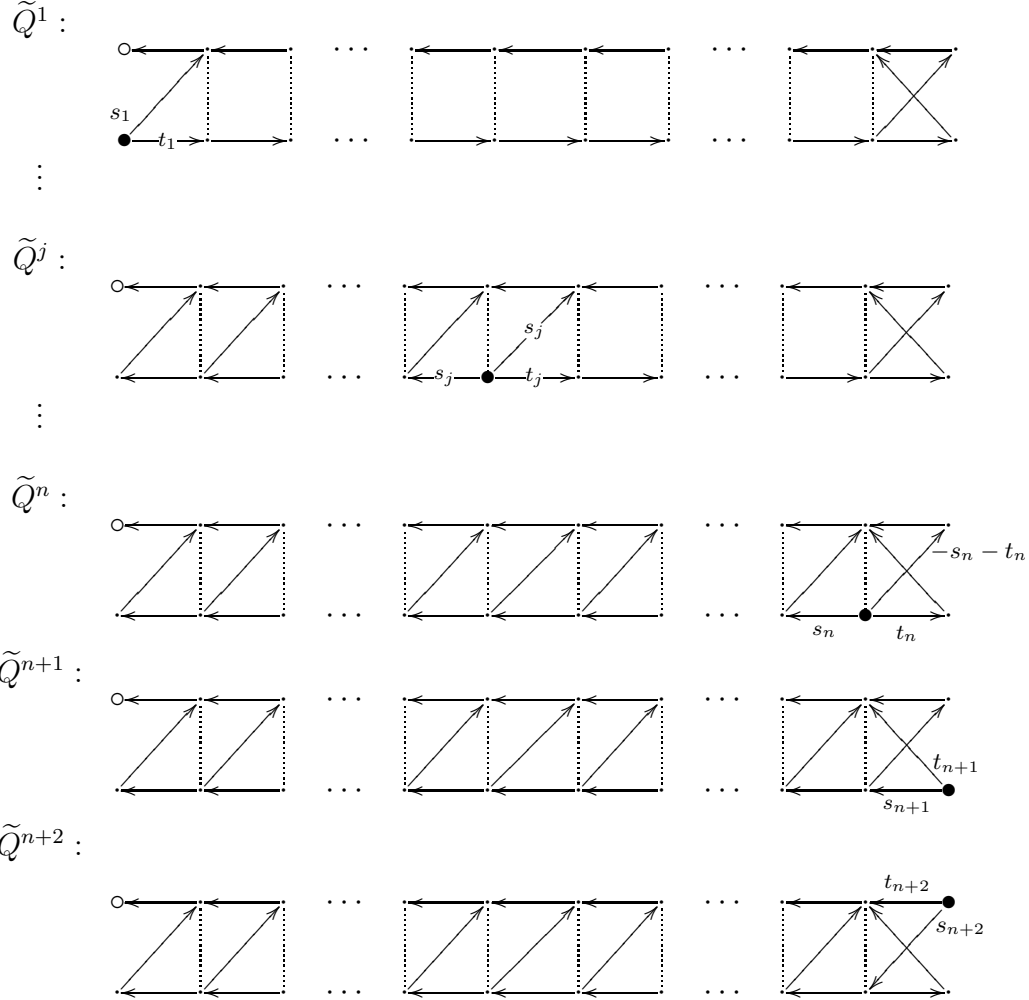 Q̃¹ :
· · · · · ·
s₁
t₁
· · · · · ·
⋮
Q̃ʲ :
· · · · · ·
sⱼ
sⱼ tⱼ
· · · · · ·
⋮
Q̃ⁿ :
· · · · · ·
−sₙ − tₙ
· · · · · ·
sₙ tₙ
Q̃ⁿ⁺¹ :
· · · · · ·
tₙ₊₁
· · · · · ·
sₙ₊₁
Q̃ⁿ⁺² :
tₙ₊₂
· · · · · ·
sₙ₊₂
· · · · · ·